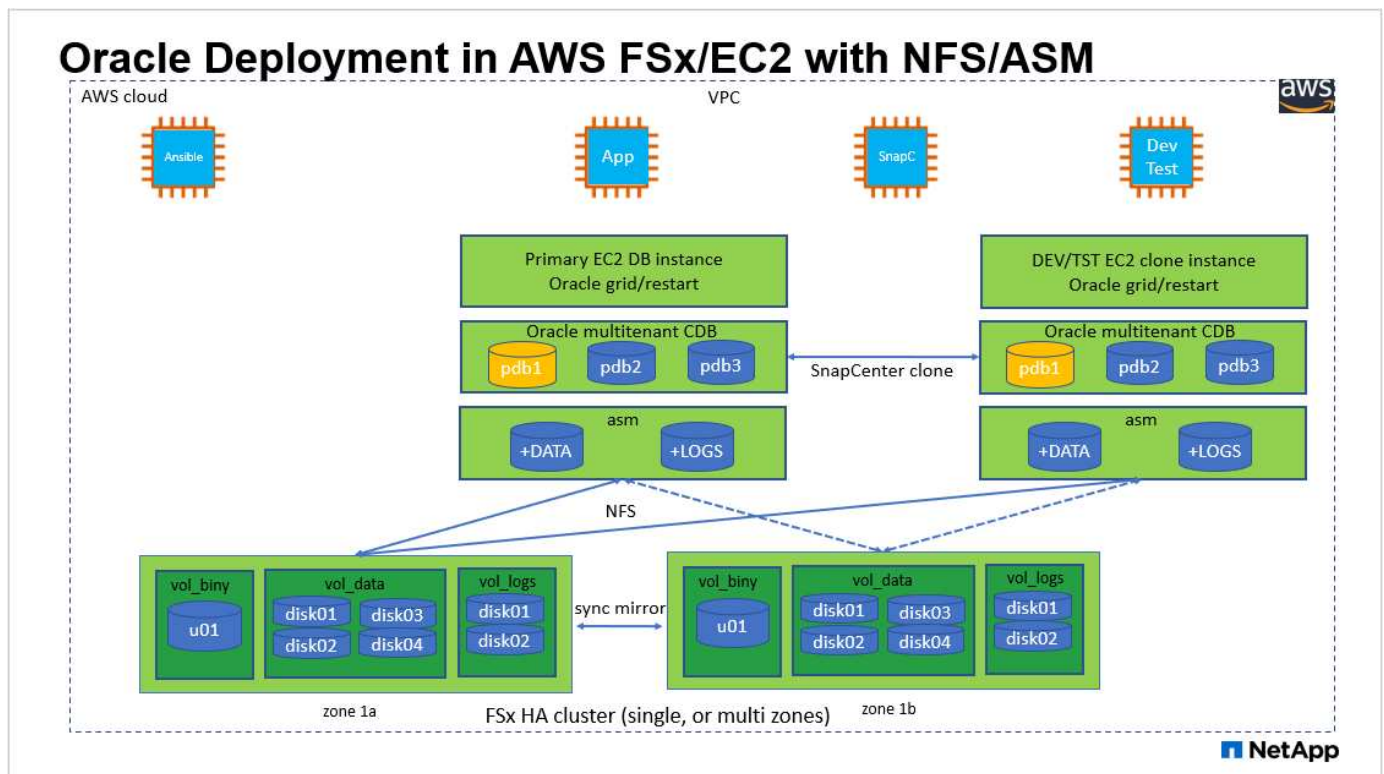 Oracle Deployment in AWS FSx/EC2 with NFS/ASM
AWS cloud
VPC
aws
Ansible
App
SnapC
Dev
Test
Primary EC2 DB instance
Oracle grid/restart
DEV/TST EC2 clone instance
Oracle grid/restart
Oracle multitenant CDB
pdb1
pdb2
pdb3
SnapCenter clone
Oracle multitenant CDB
pdb1
pdb2
pdb3
asm
+DATA
+LOGS
asm
+DATA
+LOGS
NFS
vol_biny
u01
vol_data
disk01
disk03
disk02
disk04
vol_logs
disk01
disk02
sync mirror
vol_biny
u01
vol_data
disk01
disk03
disk02
disk04
vol_logs
disk01
disk02
zone 1a
FSx HA cluster (single, or multi zones)
zone 1b
NetApp